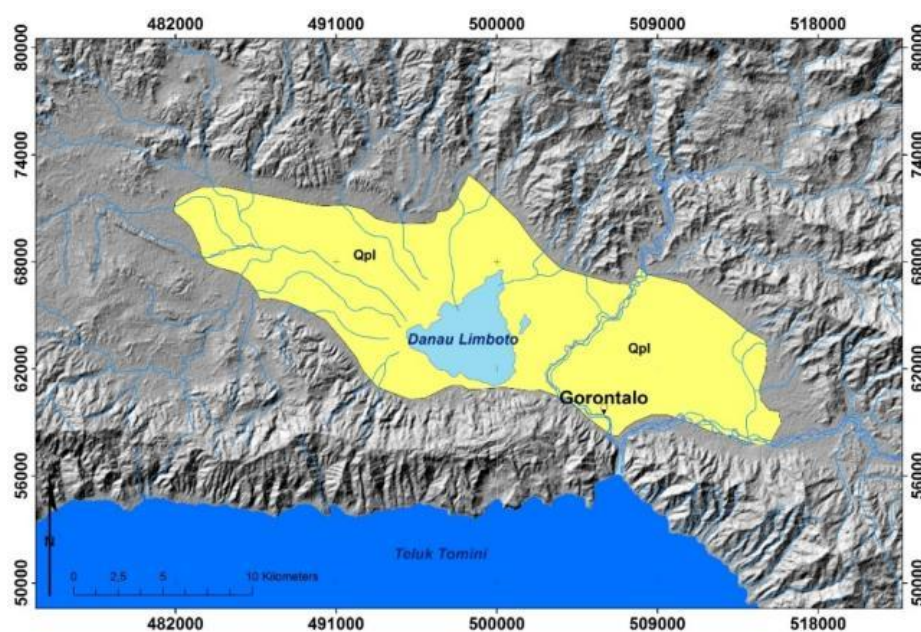 482000 491000 500000 509000 518000
80000 80000
74000 74000
68000 68000
62000 62000
56000 56000
50000 50000
Qpl
Danau Limboto
Qpl
Gorontalo
N
Teluk Tomini
0 2,5 5 10 Kilometers
482000 491000 500000 509000 518000